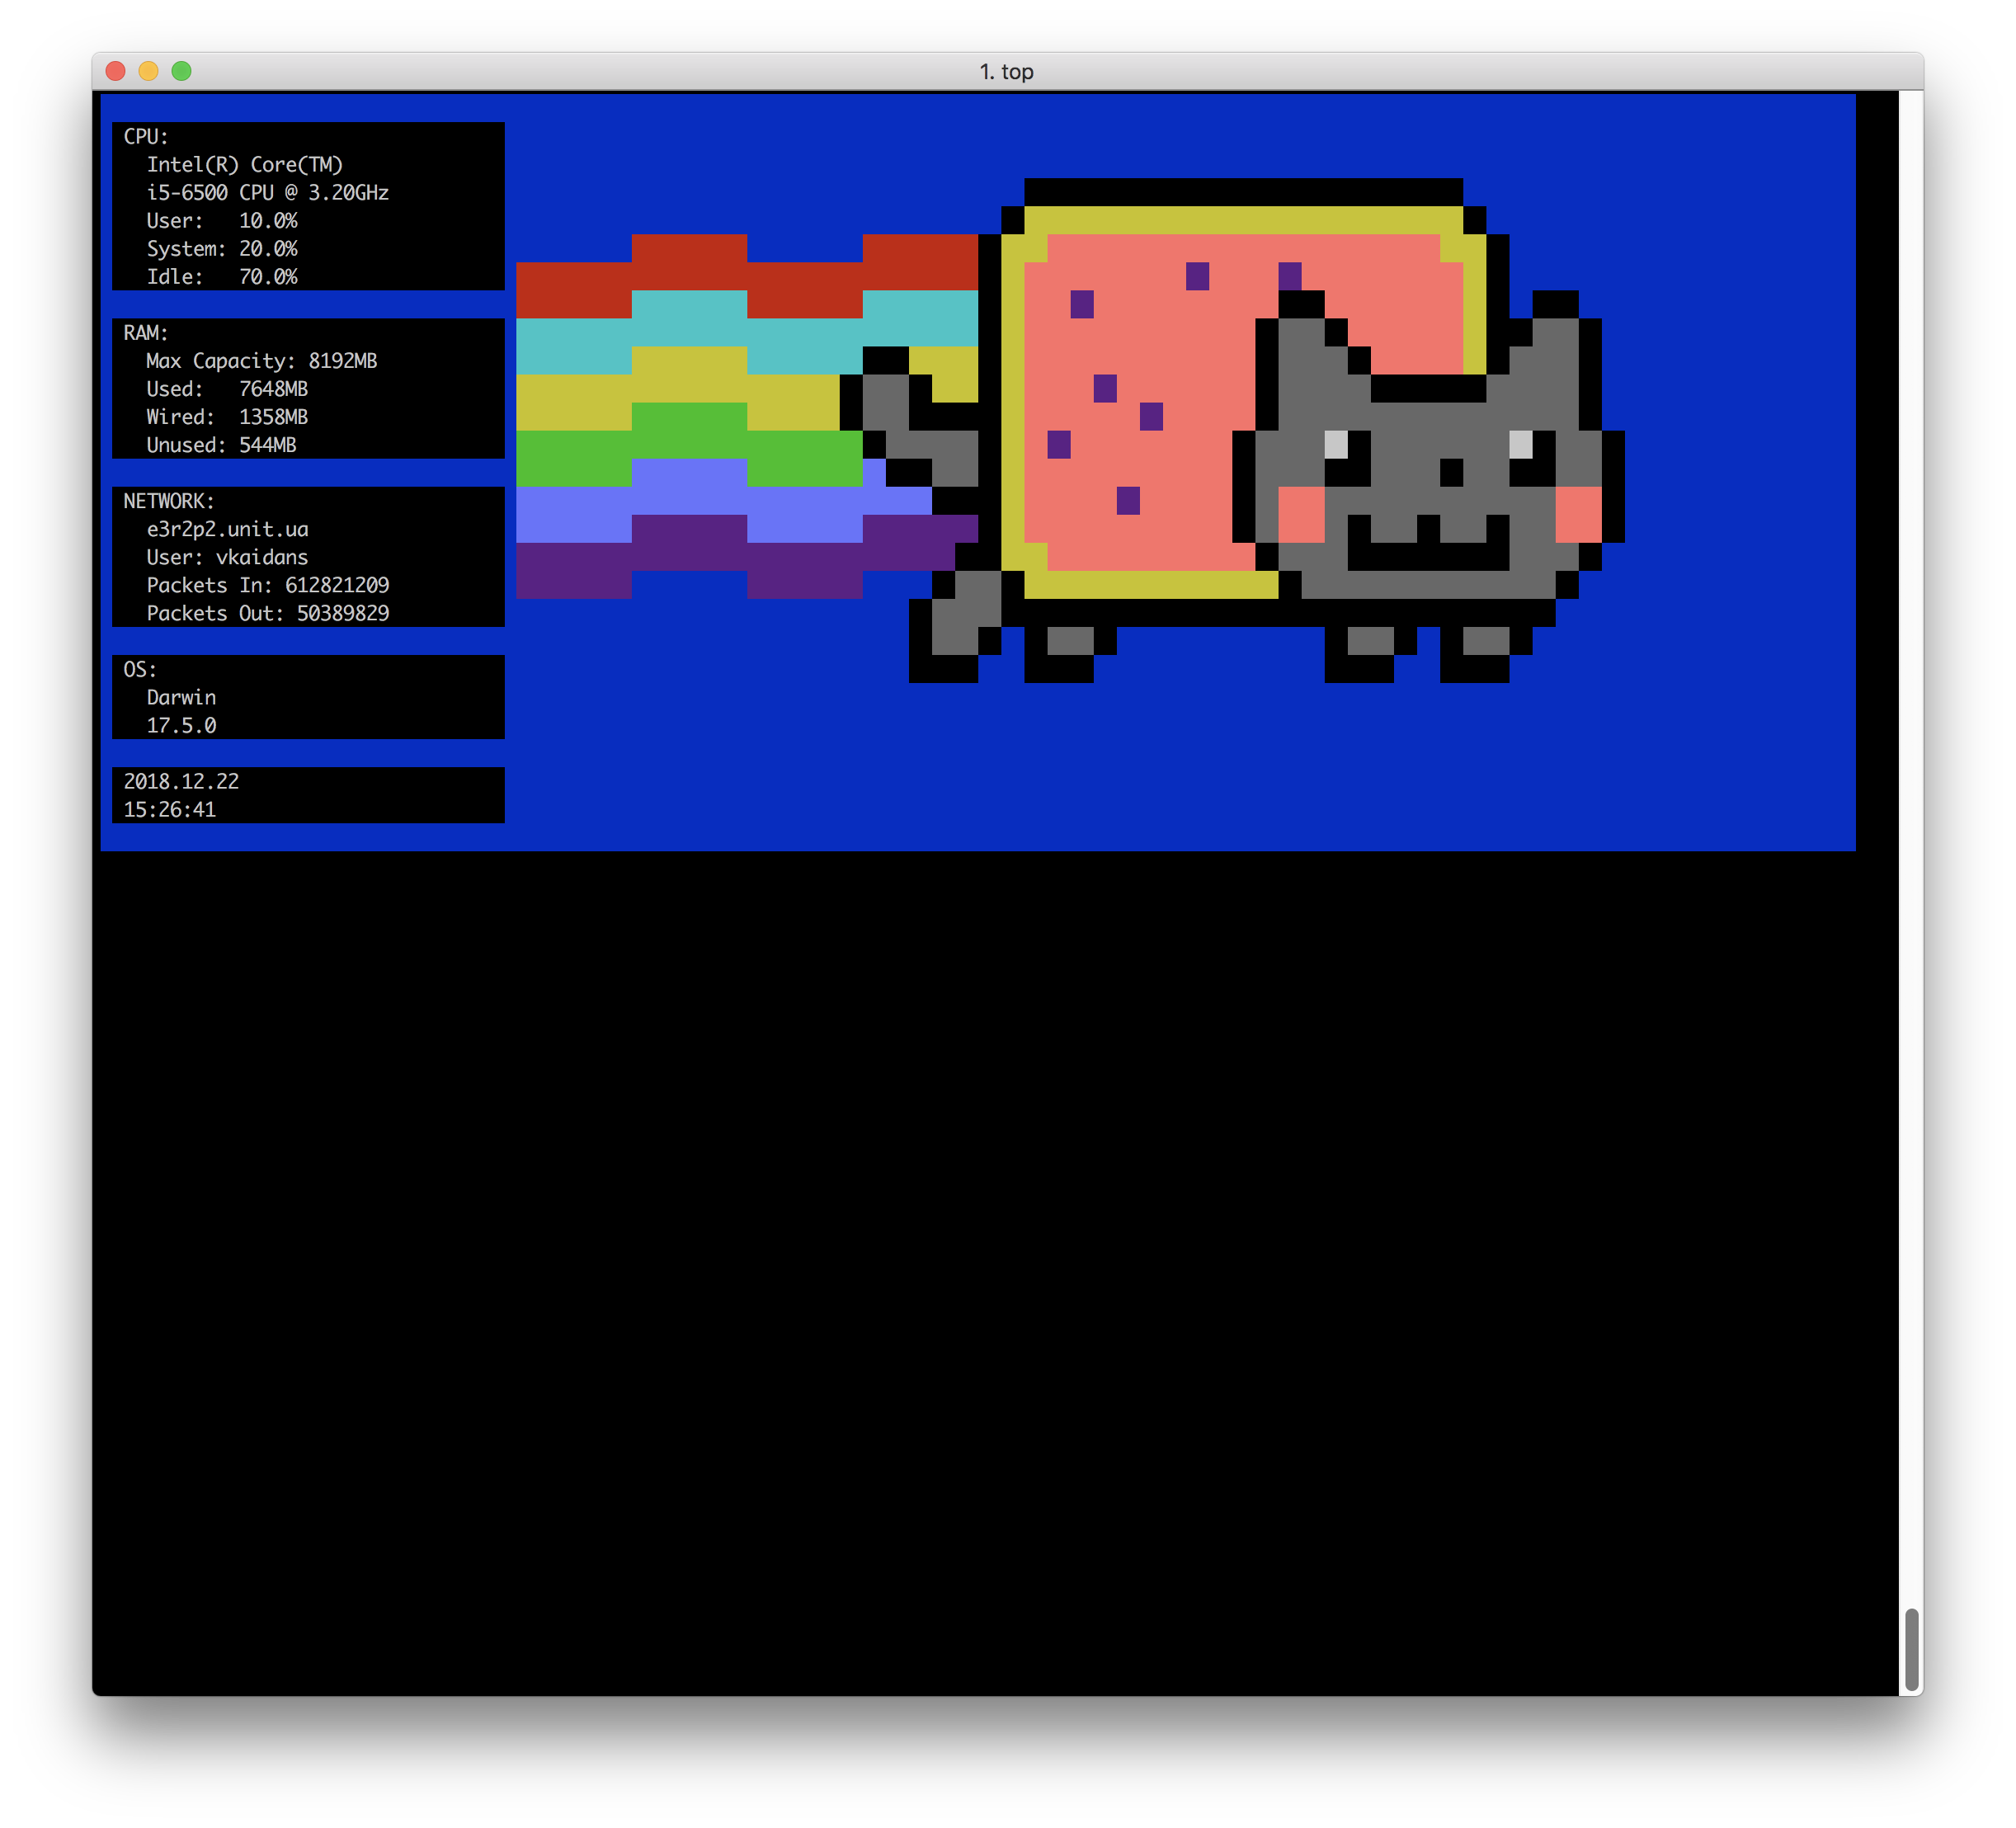 1. top
CPU:
Intel(R) Core(TM)
i5-6500 CPU @ 3.20GHz
User: 10.0%
System: 20.0%
Idle: 70.0%
RAM:
Max Capacity: 8192MB
Used: 7648MB
Wired: 1358MB
Unused: 544MB
NETWORK:
e3r2p2.unit.ua
User: vkaidans
Packets In: 612821209
Packets Out: 50389829
OS:
Darwin
17.5.0
2018.12.22
15:26:41